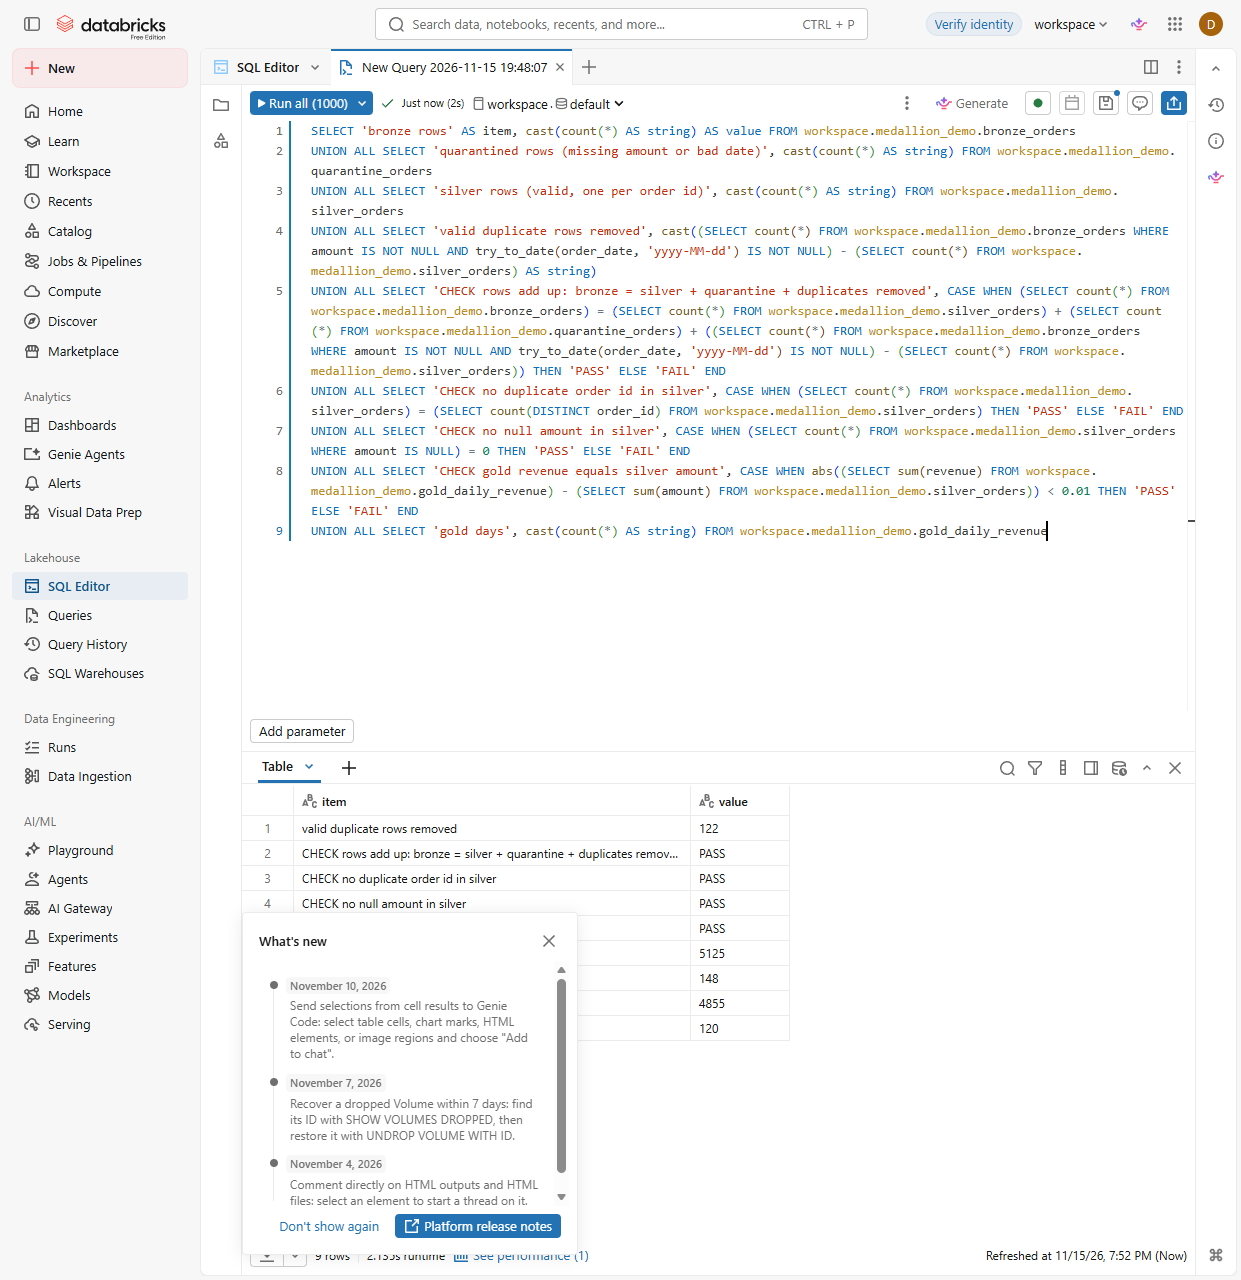 databricks
Free Edition
Search data, notebooks, recents, and more...
CTRL + P
Verify identity
workspace
D
New
Home
Learn
Workspace
Recents
Catalog
Jobs & Pipelines
Compute
Discover
Marketplace
Analytics
Dashboards
Genie Agents
Alerts
Visual Data Prep
Lakehouse
SQL Editor
Queries
Query History
SQL Warehouses
Data Engineering
Runs
Data Ingestion
AI/ML
Playground
Agents
AI Gateway
Experiments
Features
Models
Serving
SQL Editor
New Query 2026-11-15 19:48:07
Run all (1000)
Just now (2s)
workspace . default
Generate
1 SELECT 'bronze rows' AS item, cast(count(*) AS string) AS value FROM workspace.medallion_demo.bronze_orders
2 UNION ALL SELECT 'quarantined rows (missing amount or bad date)', cast(count(*) AS string) FROM workspace.medallion_demo.
quarantine_orders
3 UNION ALL SELECT 'silver rows (valid, one per order id)', cast(count(*) AS string) FROM workspace.medallion_demo.
silver_orders
4 UNION ALL SELECT 'valid duplicate rows removed', cast((SELECT count(*) FROM workspace.medallion_demo.bronze_orders WHERE
amount IS NOT NULL AND try_to_date(order_date, 'yyyy-MM-dd') IS NOT NULL) - (SELECT count(*) FROM workspace.
medallion_demo.silver_orders) AS string)
5 UNION ALL SELECT 'CHECK rows add up: bronze = silver + quarantine + duplicates removed', CASE WHEN (SELECT count(*) FROM
workspace.medallion_demo.bronze_orders) = (SELECT count(*) FROM workspace.medallion_demo.silver_orders) + (SELECT count
(*) FROM workspace.medallion_demo.quarantine_orders) + ((SELECT count(*) FROM workspace.medallion_demo.bronze_orders
WHERE amount IS NOT NULL AND try_to_date(order_date, 'yyyy-MM-dd') IS NOT NULL) - (SELECT count(*) FROM workspace.
medallion_demo.silver_orders)) THEN 'PASS' ELSE 'FAIL' END
6 UNION ALL SELECT 'CHECK no duplicate order id in silver', CASE WHEN (SELECT count(*) FROM workspace.medallion_demo.
silver_orders) = (SELECT count(DISTINCT order_id) FROM workspace.medallion_demo.silver_orders) THEN 'PASS' ELSE 'FAIL' END
7 UNION ALL SELECT 'CHECK no null amount in silver', CASE WHEN (SELECT count(*) FROM workspace.medallion_demo.silver_orders
WHERE amount IS NULL) = 0 THEN 'PASS' ELSE 'FAIL' END
8 UNION ALL SELECT 'CHECK gold revenue equals silver amount', CASE WHEN abs((SELECT sum(revenue) FROM workspace.
medallion_demo.gold_daily_revenue) - (SELECT sum(amount) FROM workspace.medallion_demo.silver_orders)) < 0.01 THEN 'PASS'
ELSE 'FAIL' END
9 UNION ALL SELECT 'gold days', cast(count(*) AS string) FROM workspace.medallion_demo.gold_daily_revenue
Add parameter
Table
item value
1 valid duplicate rows removed 122
2 CHECK rows add up: bronze = silver + quarantine + duplicates remov... PASS
3 CHECK no duplicate order id in silver PASS
4 CHECK no null amount in silver PASS
PASS
5125
148
4855
120
What's new
November 10, 2026
Send selections from cell results to Genie
Code: select table cells, chart marks, HTML
elements, or image regions and choose "Add
to chat".
November 7, 2026
Recover a dropped Volume within 7 days: find
its ID with SHOW VOLUMES DROPPED, then
restore it with UNDROP VOLUME WITH ID.
November 4, 2026
Comment directly on HTML outputs and HTML
files: select an element to start a thread on it.
Don't show again
Platform release notes
9 rows 2.135s runtime See performance (1)
Refreshed at 11/15/26, 7:52 PM (Now)